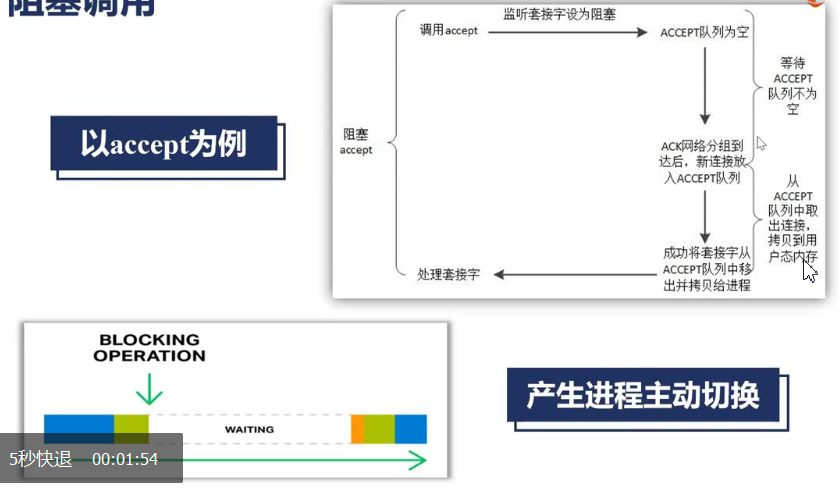 阻塞调用
监听套接字设为阻塞
调用accept
ACCEPT队列为空
等待
ACCEPT
队列不为
空
以accept为例
阻塞
accept
ACK网络分组到
达后，新连接放
入ACCEPT队列
从
ACCEPT
队列中取
出连接，
拷贝到用
户态内存
成功将套接字从
ACCEPT队列中移
出并拷贝给进程
处理套接字
BLOCKING
OPERATION
WAITING
产生进程主动切换
5秒快退 00:01:54